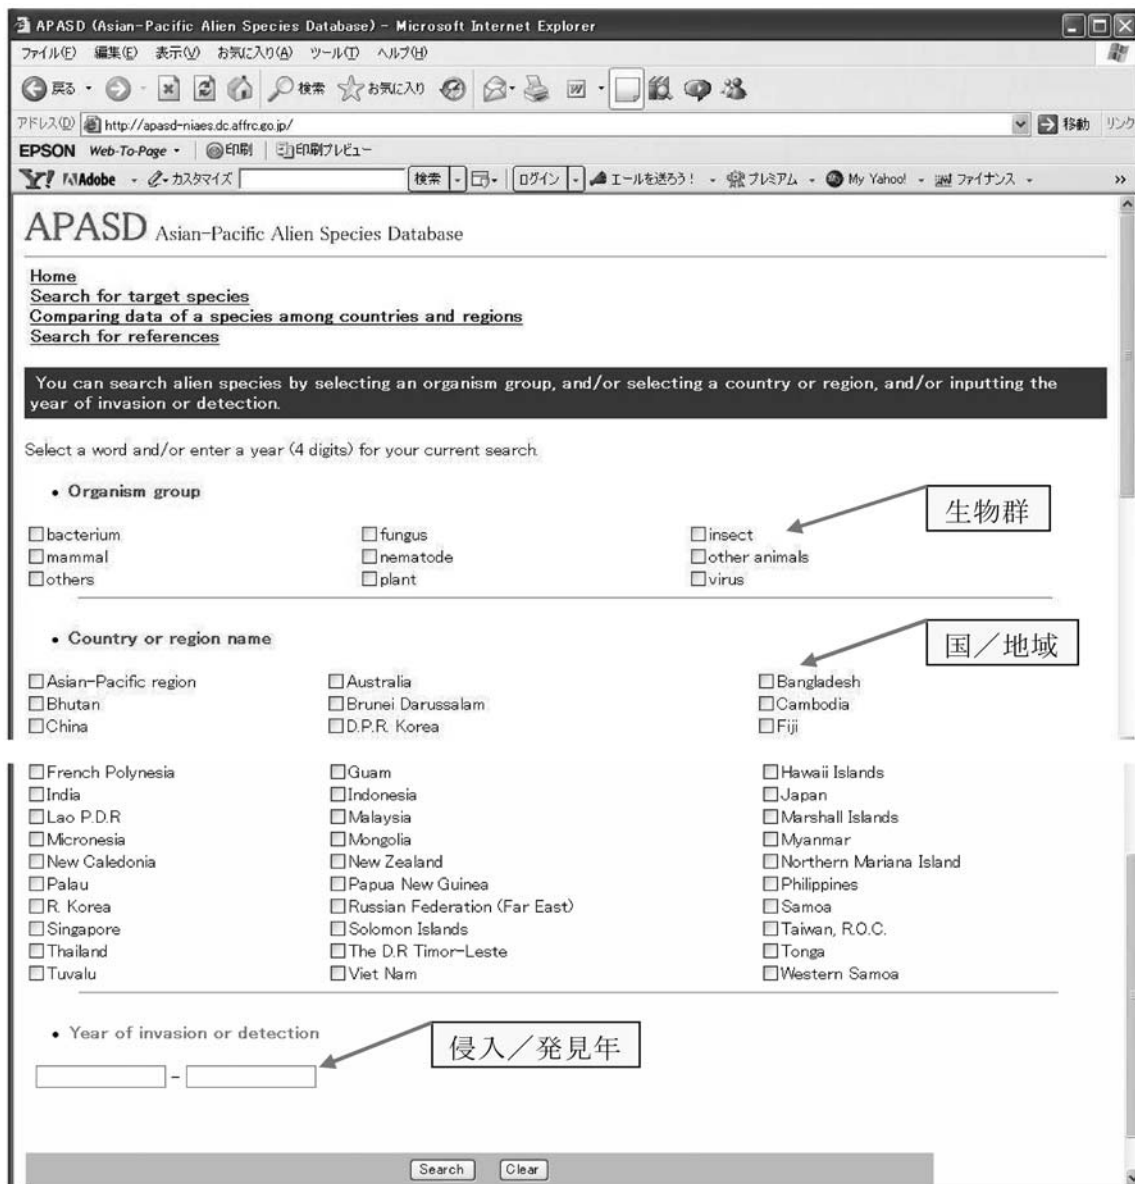 APASD (Asian-Pacific Alien Species Database) - Microsoft Internet Explorer
ファイル(F) 編集(E) 表示(V) お気に入り(A) ツール(T) ヘルプ(H)
戻る 検索 お気に入り
アドレス(D) http://apasd-niaes.dc.affrc.go.jp/ 移動 リンク
EPSON Web-To-Page 印刷 印刷プレビュー
Y! Adobe カスタマイズ 検索 ログイン エールを送ろう! プレミアム My Yahoo! ファイナンス »
APASD Asian-Pacific Alien Species Database
Home
Search for target species
Comparing data of a species among countries and regions
Search for references
You can search alien species by selecting an organism group, and/or selecting a country or region, and/or inputting the
year of invasion or detection.
Select a word and/or enter a year (4 digits) for your current search.
• Organism group
生物群
bacterium fungus insect
mammal nematode other animals
others plant virus
• Country or region name
国/地域
Asian-Pacific region Australia Bangladesh
Bhutan Brunei Darussalam Cambodia
China D.P.R. Korea Fiji
French Polynesia Guam Hawaii Islands
India Indonesia Japan
Lao P.D.R Malaysia Marshall Islands
Micronesia Mongolia Myanmar
New Caledonia New Zealand Northern Mariana Island
Palau Papua New Guinea Philippines
R. Korea Russian Federation (Far East) Samoa
Singapore Solomon Islands Taiwan, R.O.C.
Thailand The D.R Timor-Leste Tonga
Tuvalu Viet Nam Western Samoa
• Year of invasion or detection
侵入/発見年
-
Search Clear